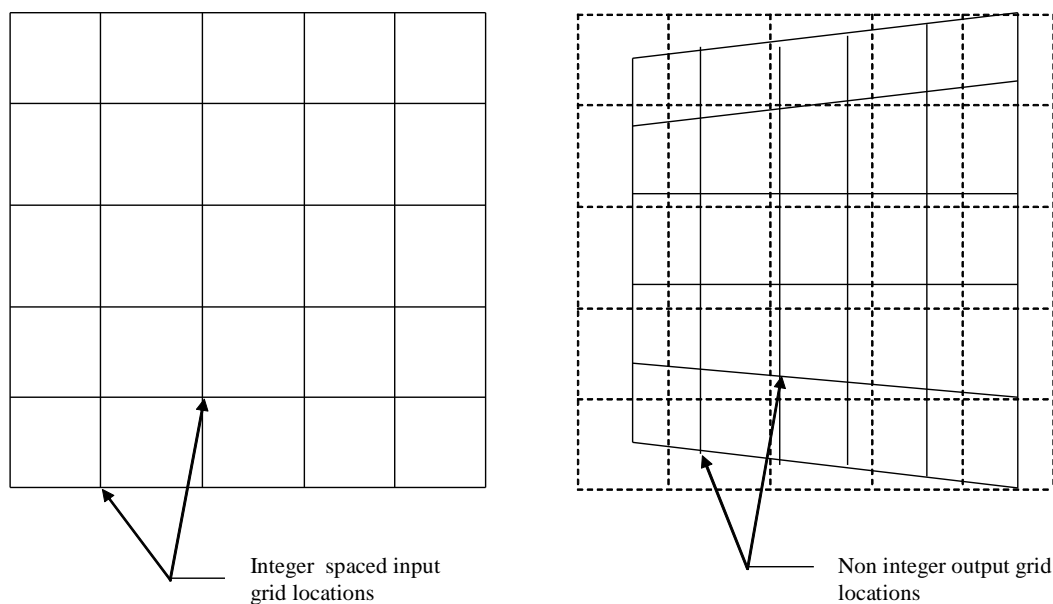 Integer spaced input
grid locations
Non integer output grid
locations